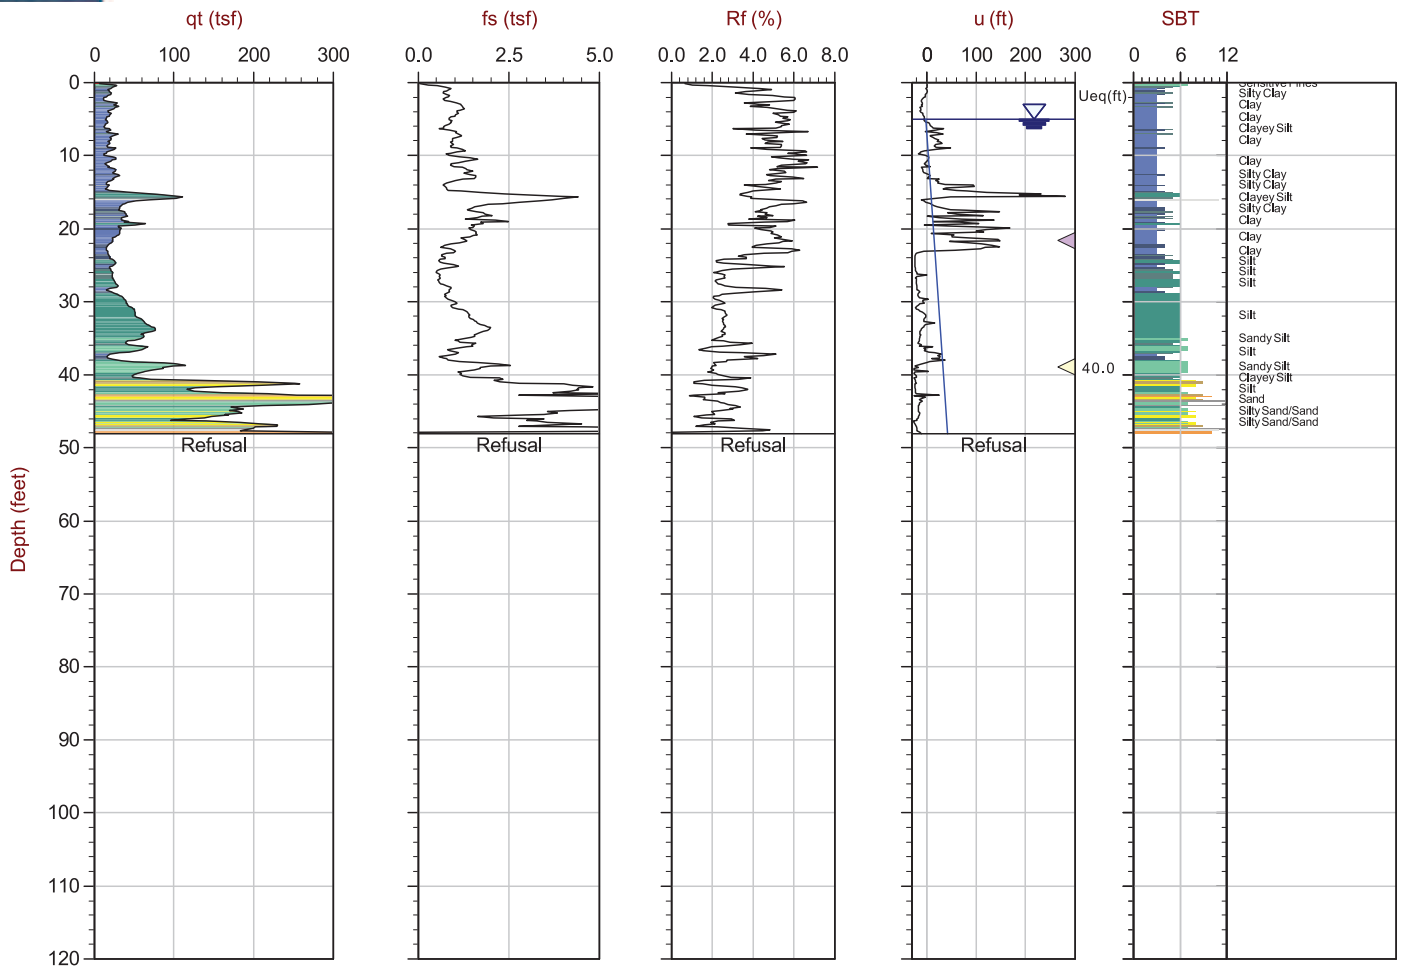 qt (tsf) fs (tsf) Rf (%) u (ft) SBT
0 100 200 300 0.0 2.5 5.0 0.0 2.0 4.0 6.0 8.0 0 100 200 300 0 6 12
0
10
20
30
40
50
60
70
80
90
100
110
120
Depth (feet)
Refusal
Refusal
Refusal
Refusal
Ueq(ft)
40.0
Sensitive Fines
Silty Clay
Clay
Clay
Clayey Silt
Clay
Clay
Silty Clay
Silty Clay
Clayey Silt
Silty Clay
Clay
Clay
Clay
Silt
Silt
Silt
Silt
Sandy Silt
Silt
Sandy Silt
Clayey Silt
Silt
Sand
Silty Sand/Sand
Silty Sand/Sand